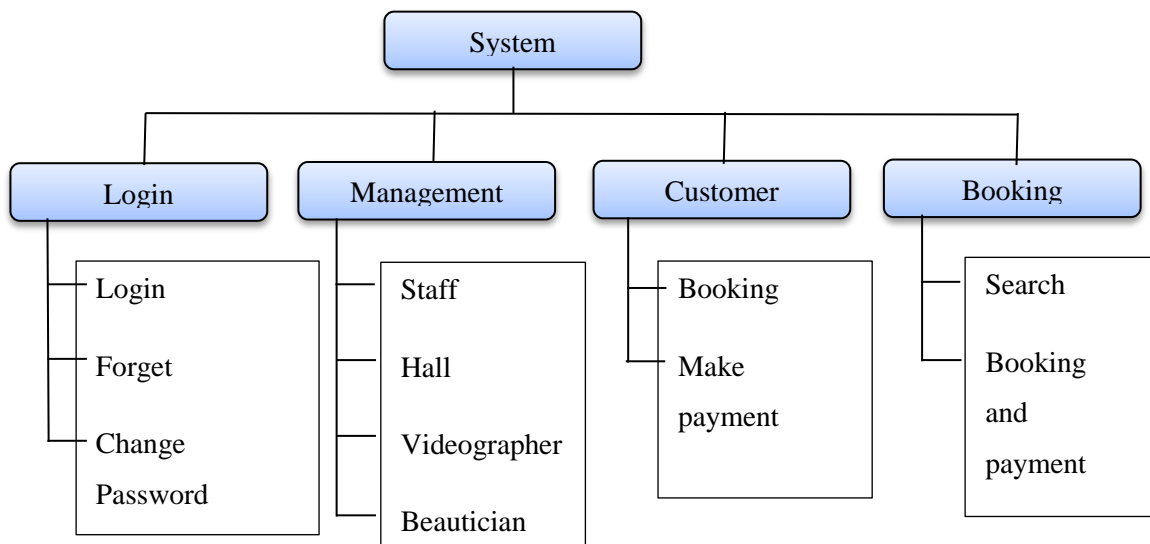 System
Login
Management
Customer
Booking
Login
Forget
Change
Password
Staff
Hall
Videographer
Beautician
Booking
Make
payment
Search
Booking
and
payment